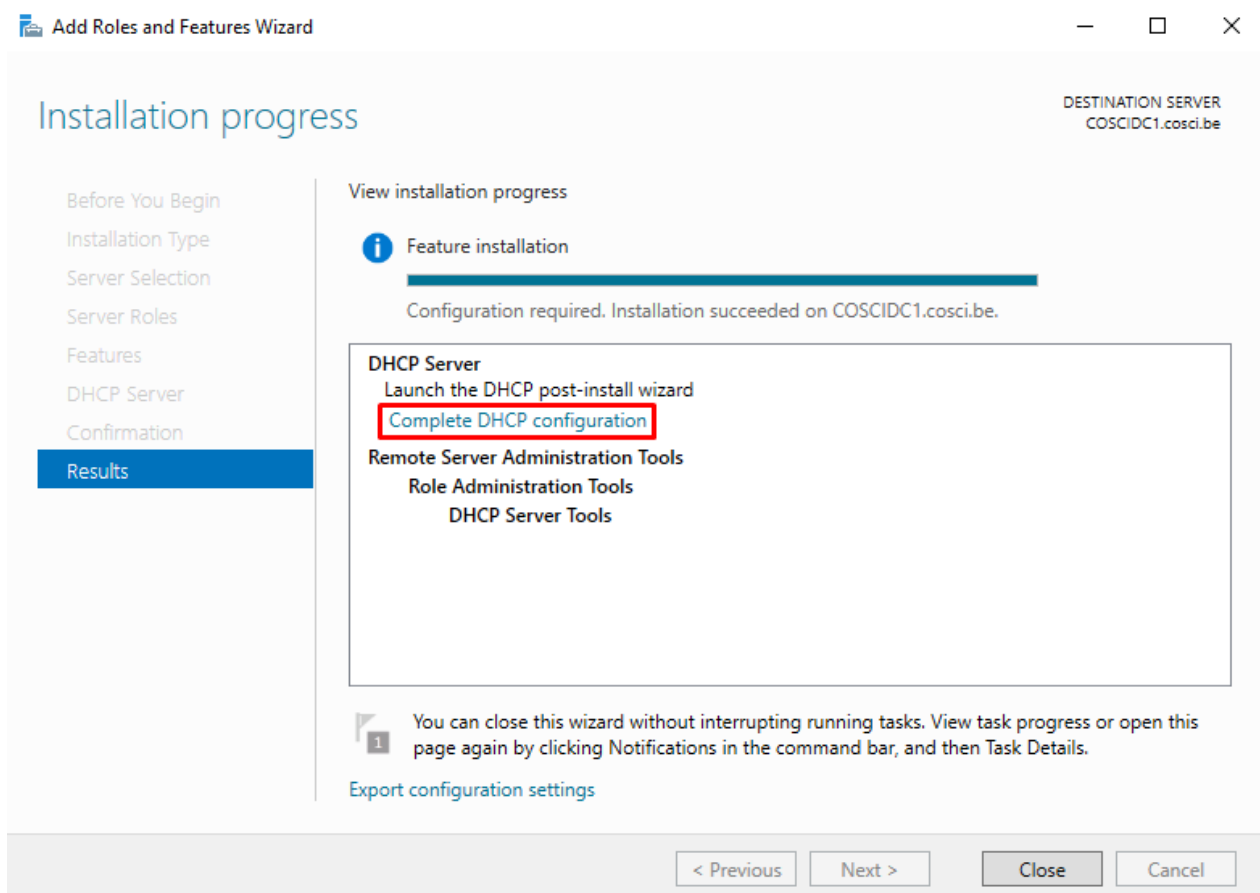 Add Roles and Features Wizard
Installation progress
DESTINATION SERVER
COSCIDC1.cosci.be
Before You Begin
Installation Type
Server Selection
Server Roles
Features
DHCP Server
Confirmation
Results
View installation progress
Feature installation
Configuration required. Installation succeeded on COSCIDC1.cosci.be.
DHCP Server
Launch the DHCP post-install wizard
Complete DHCP configuration
Remote Server Administration Tools
Role Administration Tools
DHCP Server Tools
1
You can close this wizard without interrupting running tasks. View task progress or open this
page again by clicking Notifications in the command bar, and then Task Details.
Export configuration settings
< Previous
Next >
Close
Cancel